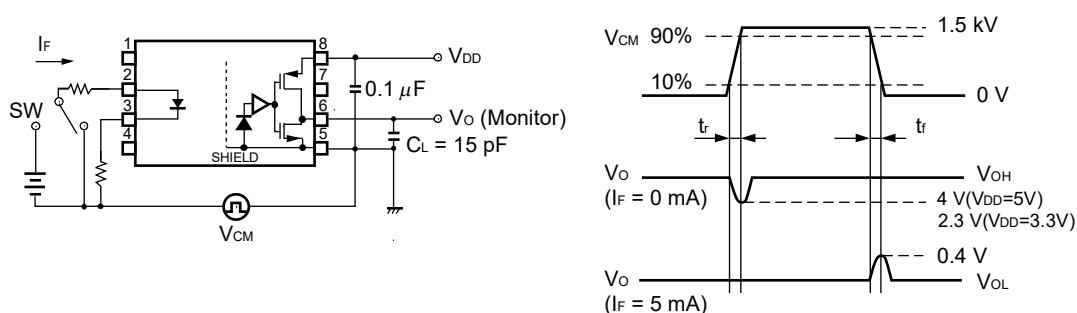 IF
SW
1
2
3
4
SHIELD
8
7
6
5
VDD
0.1 μF
VO (Monitor)
CL = 15 pF
VCM
VCM 90%
10%
1.5 kV
0 V
tr
tf
VO
(IF = 0 mA)
VOH
4 V(VDD=5V)
2.3 V(VDD=3.3V)
0.4 V
VO
(IF = 5 mA)
VOL